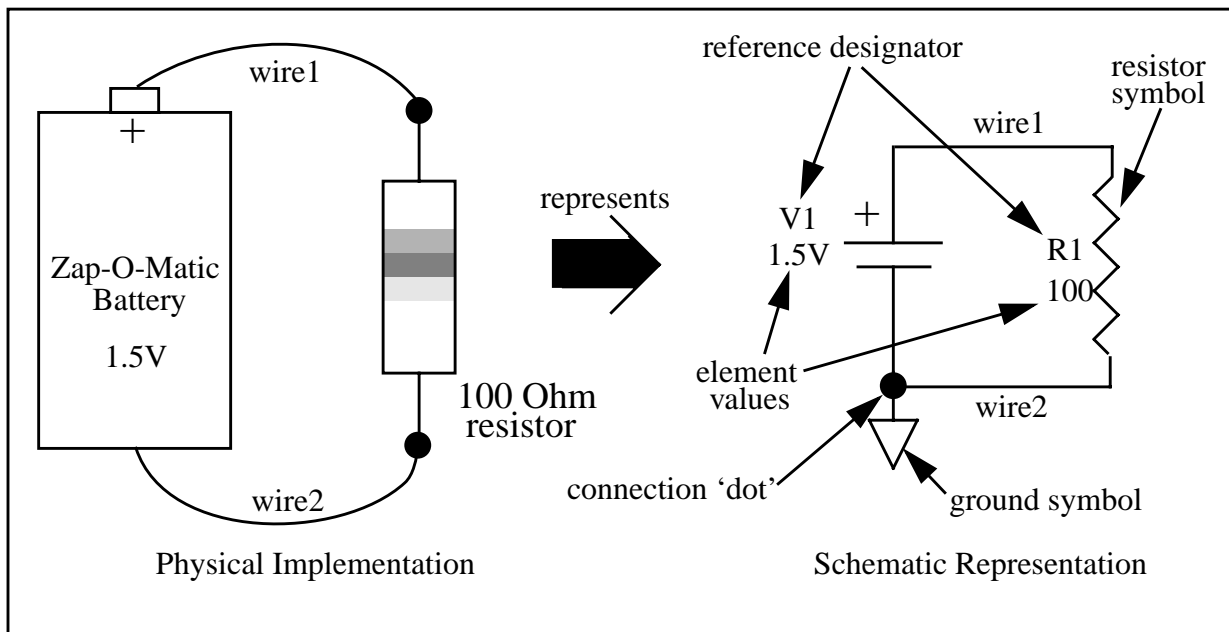 wire1
+
Zap-O-Matic
Battery
1.5V
100 Ohm
resistor
wire2
Physical Implementation
represents
reference designator
resistor
symbol
wire1
V1
1.5V
+
R1
100
element
values
wire2
connection ‘dot’
ground symbol
Schematic Representation